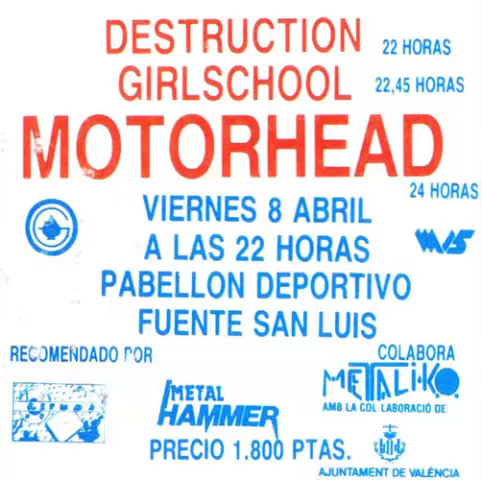 DESTRUCTION 22 HORAS
GIRLSCHOOL 22,45 HORAS
MOTORHEAD
24 HORAS
VIERNES 8 ABRIL
A LAS 22 HORAS
PABELLON DEPORTIVO
FUENTE SAN LUIS
RECOMENDADO POR
COLABORA
METALI·KO
METAL
HAMMER
AMB LA COL LABORACIÓ DE
PRECIO 1.800 PTAS.
AJUNTAMENT DE VALÈNCIA